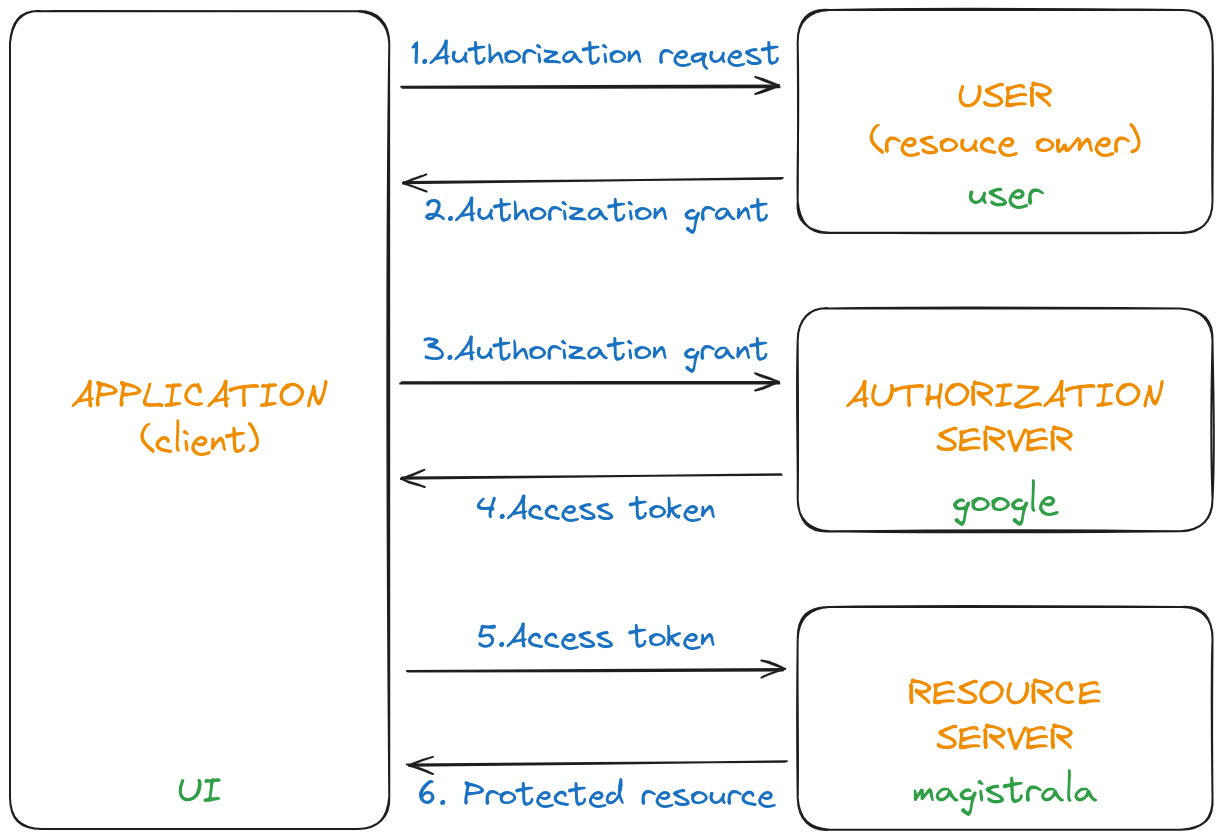 1.Authorization request
USER
(resouce owner)
user
2.Authorization grant
3.Authorization grant
APPLICATION
(client)
AUTHORIZATION
SERVER
google
4.Access token
5.Access token
RESOURCE
SERVER
magistrala
UI
6. Protected resource